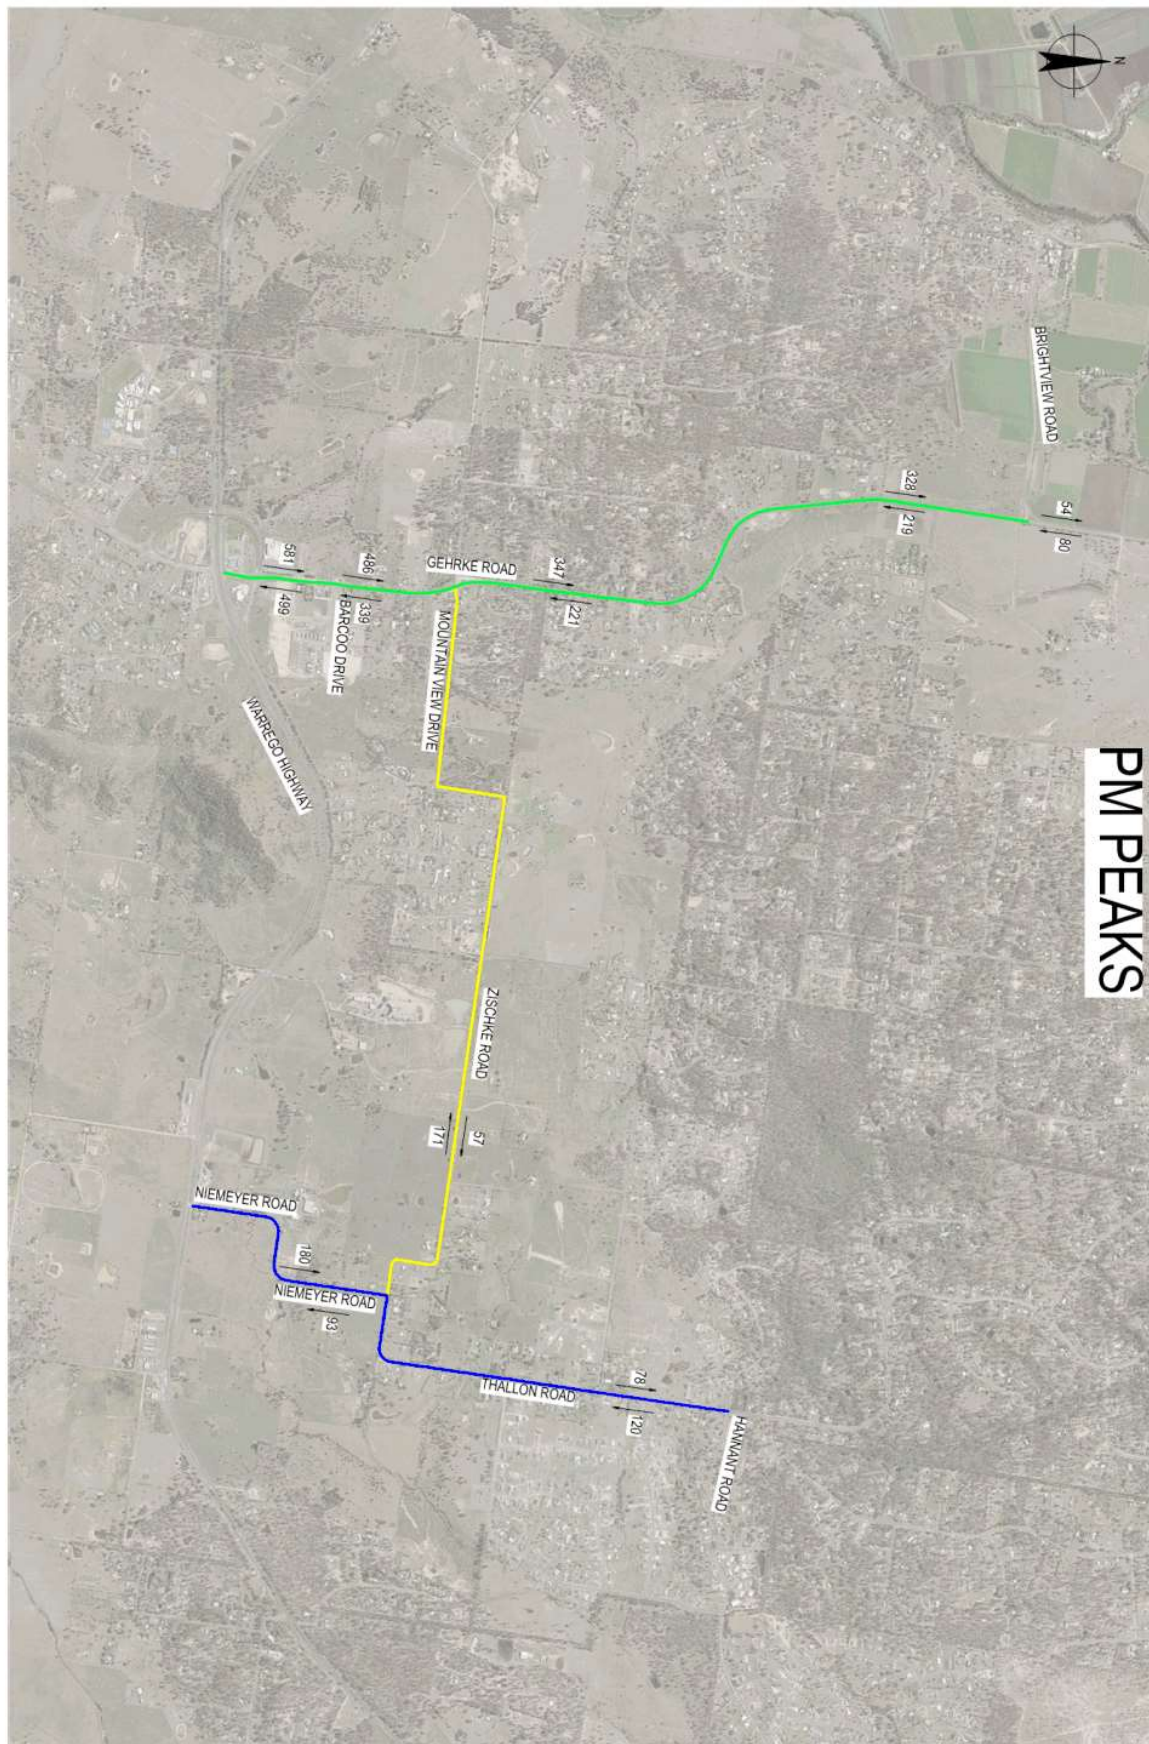 N
PM PEAKS
54
80
BRIGHTVIEW ROAD
328
219
HANNANT ROAD
78
120
347
221
THALLON ROAD
GEHRKE ROAD
ZISCHKE ROAD
57
171
MOUNTAIN VIEW DRIVE
486
339
BARCOO DRIVE
NIEMEYER ROAD
93
180
581
499
WARREGO HIGHWAY
NIEMEYER ROAD